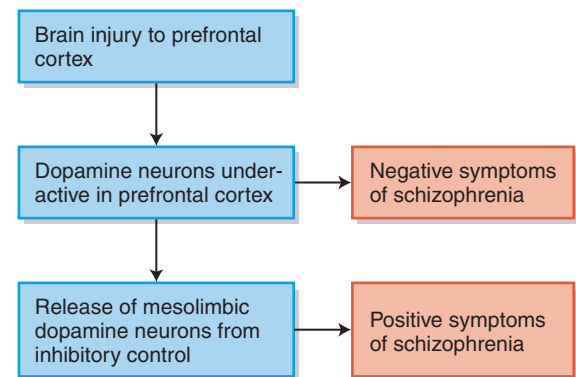 Brain injury to prefrontal
cortex
Dopamine neurons under-
active in prefrontal cortex
Negative symptoms
of schizophrenia
Release of mesolimbic
dopamine neurons from
inhibitory control
Positive symptoms
of schizophrenia